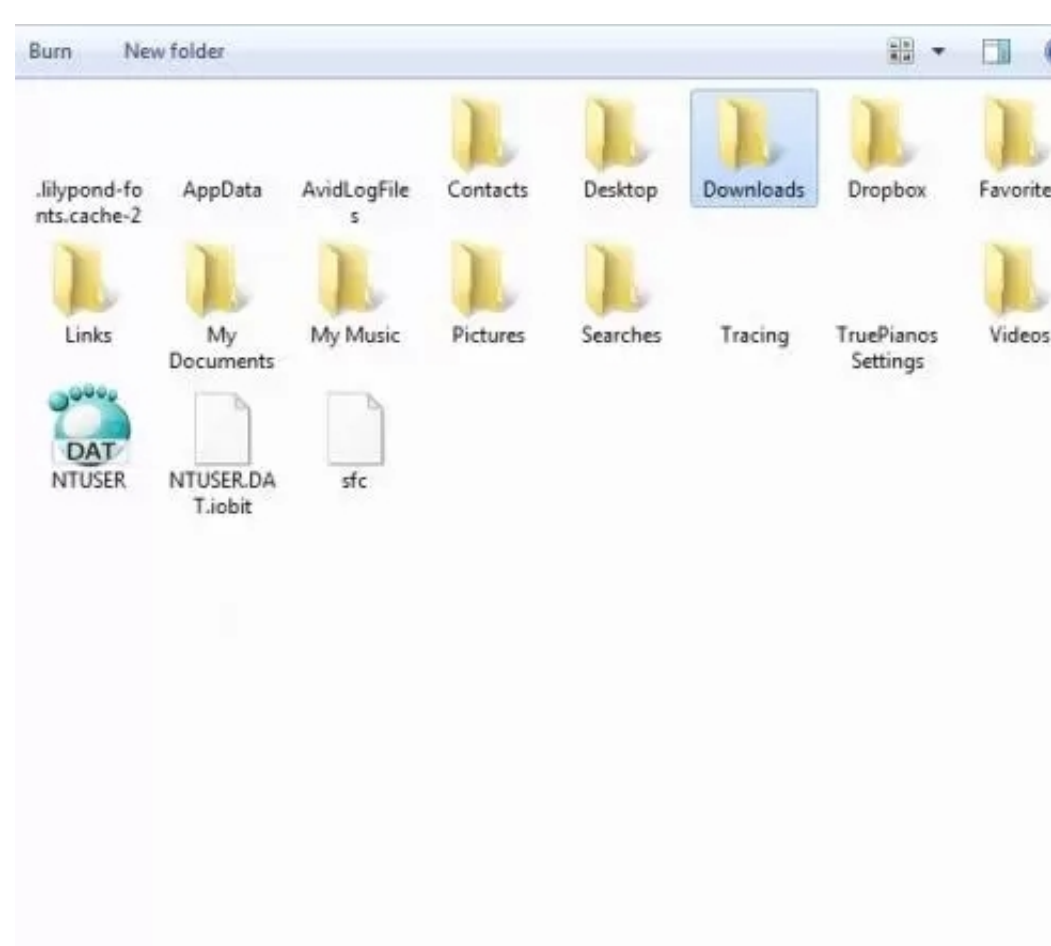 Burn New folder
.lilypond-fo AppData AvidLogFile Contacts Desktop Downloads Dropbox Favorite
nts.cache-2 s
Links My My Music Pictures Searches Tracing TruePianos Videos
Documents Settings
DAT
NTUSER NTUSER.DA sfc
T.iobit